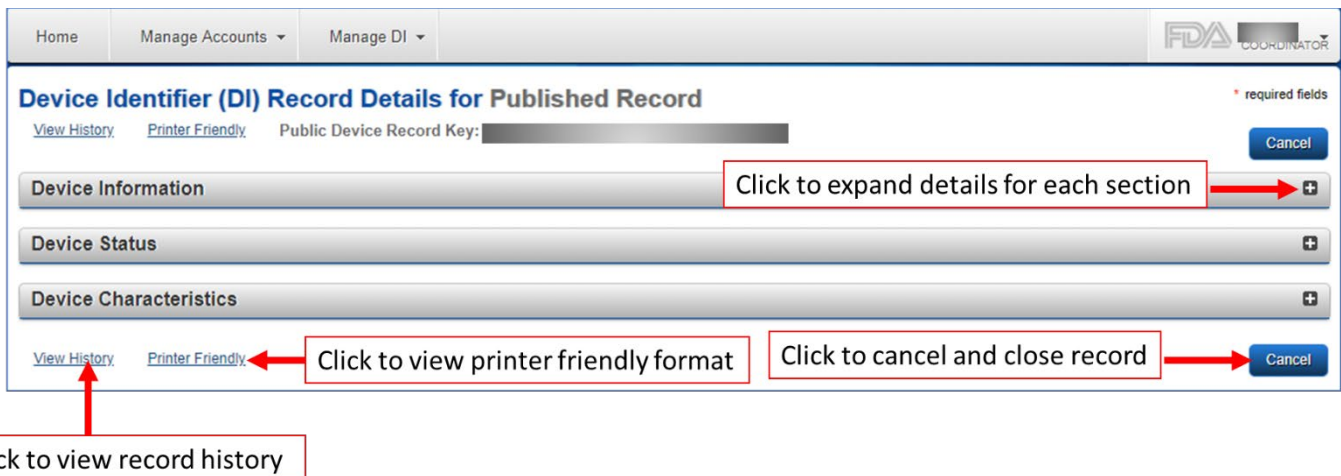 Home Manage Accounts Manage DI FDA COORDINATOR
Device Identifier (DI) Record Details for Published Record * required fields
View History Printer Friendly Public Device Record Key:
Cancel
Device Information Click to expand details for each section
Device Status
Device Characteristics
View History Printer Friendly Click to view printer friendly format Click to cancel and close record Cancel
ck to view record history